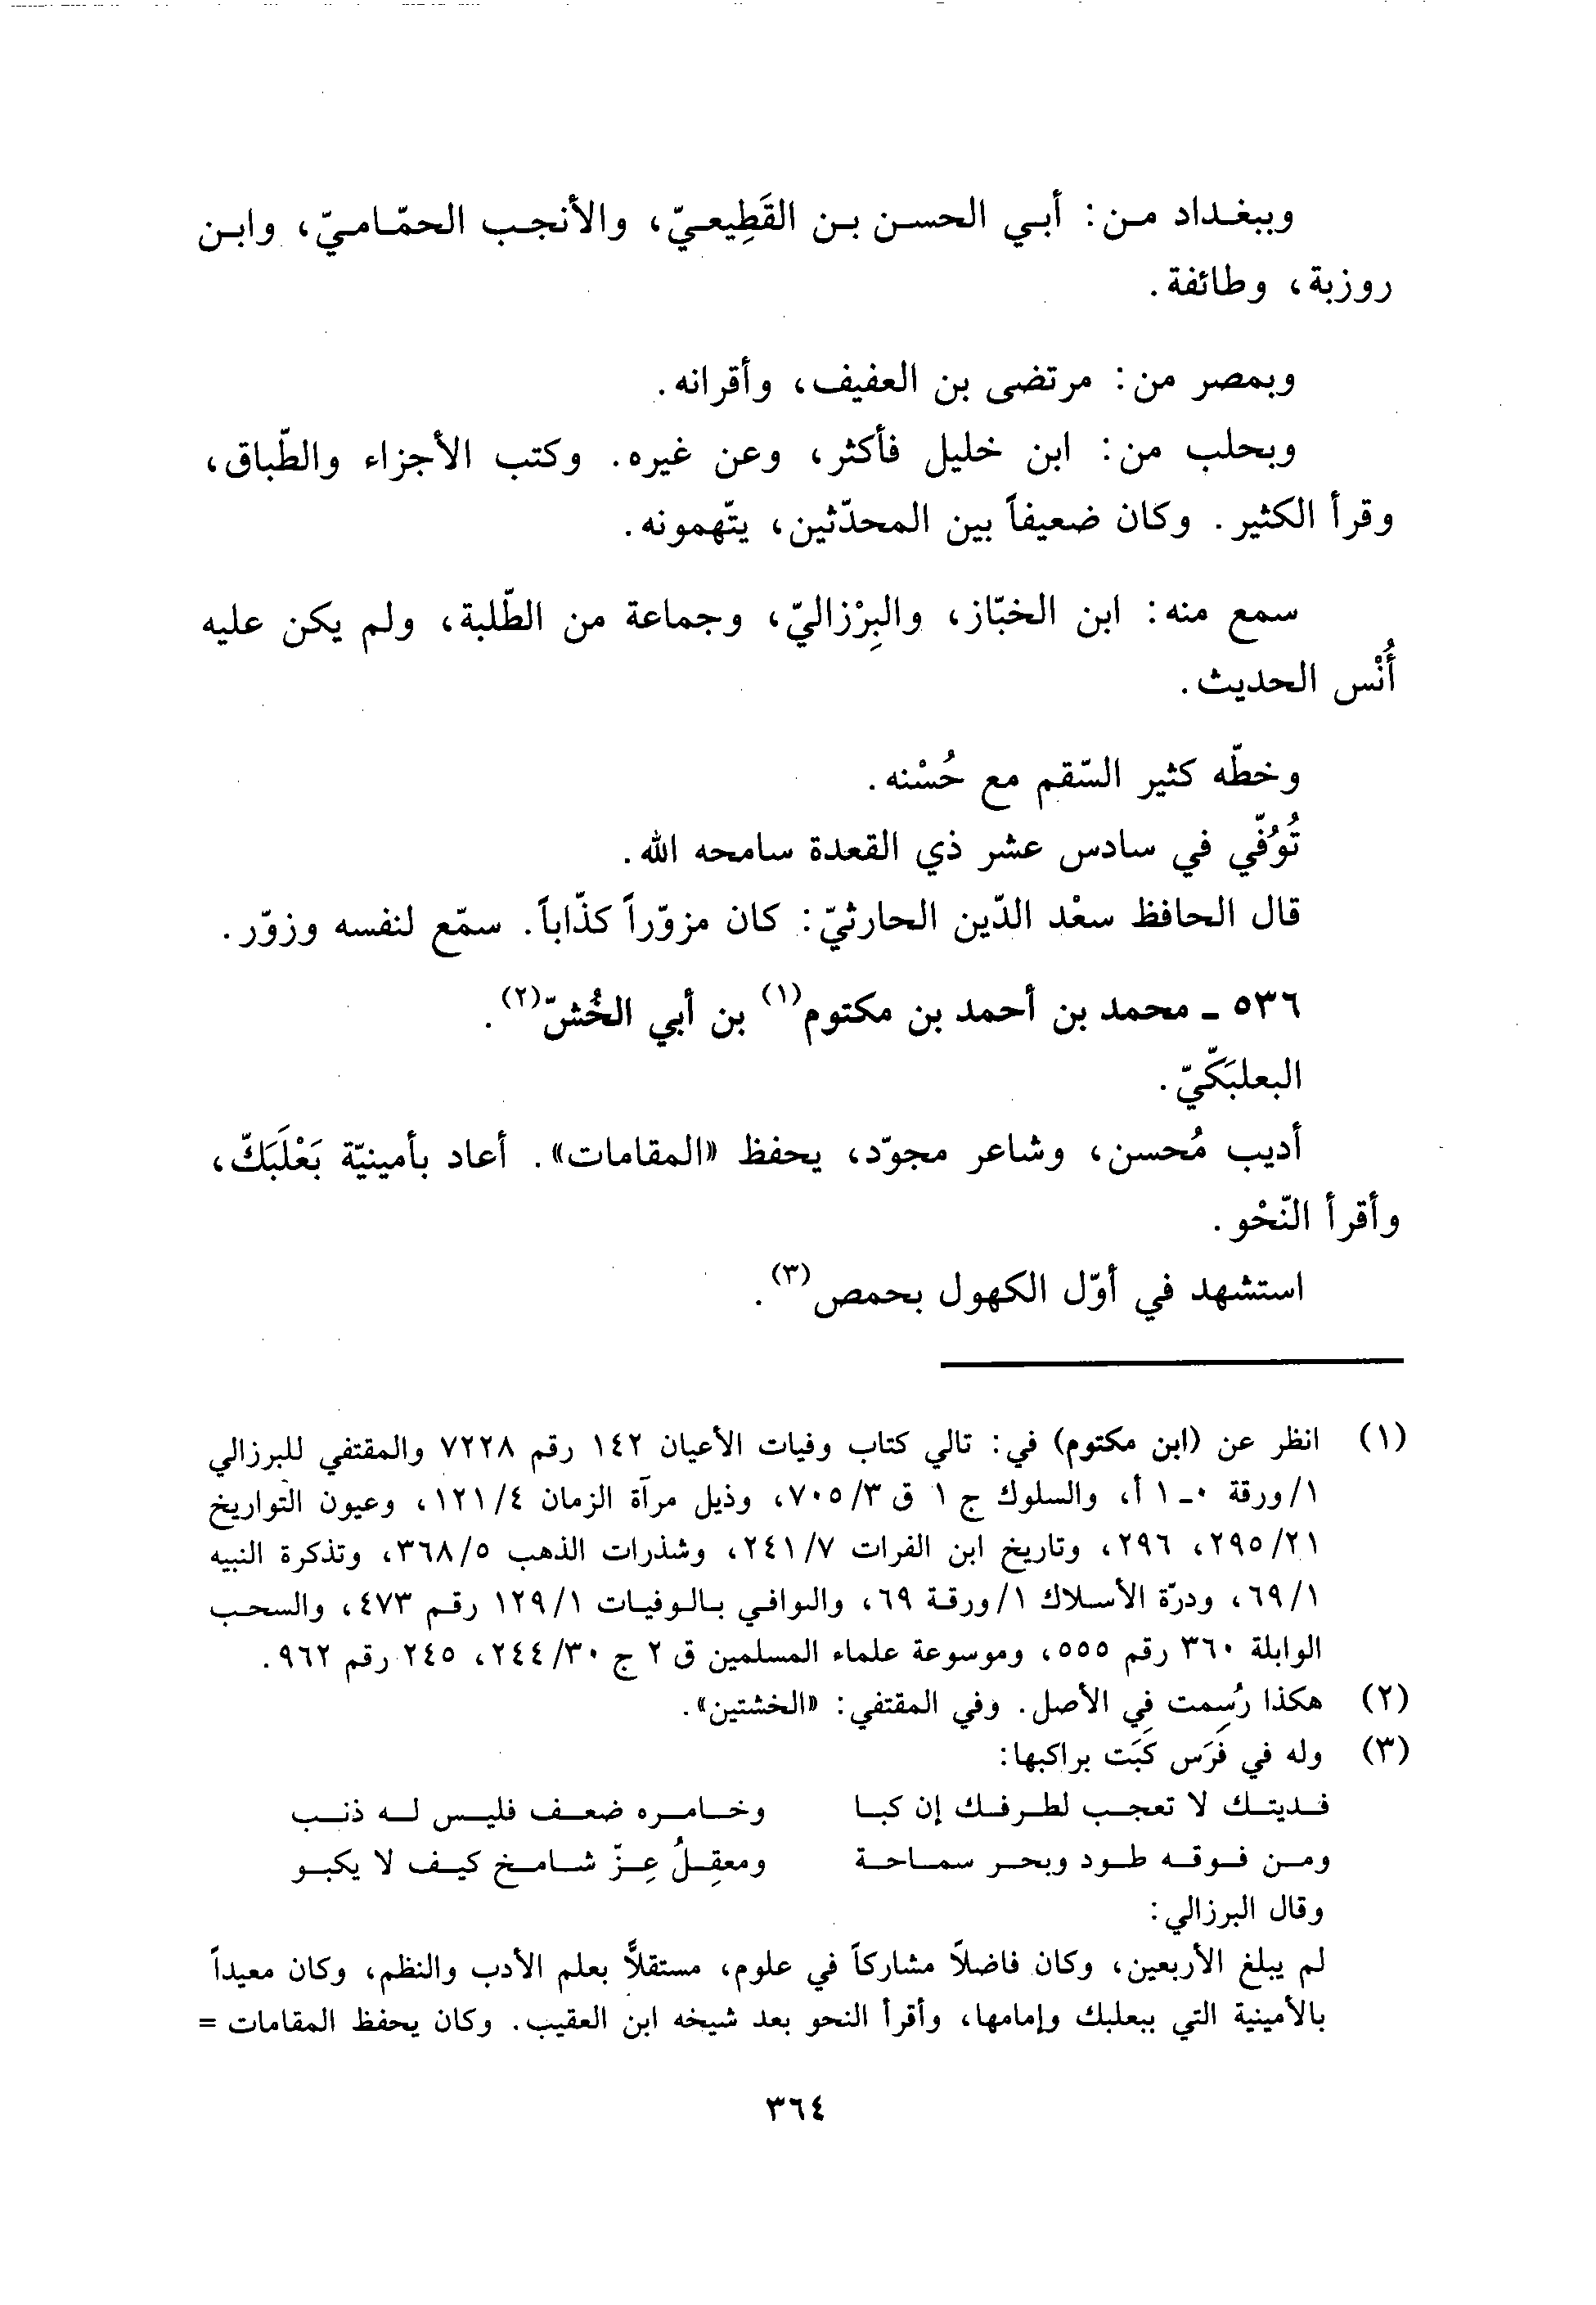 وببغداد من: أبي الحسن بن القَطِيعيّ، والأنجب الحمّاميّ، وابن
روزبة، وطائفة.
وبمصر من: مرتضى بن العفيف، وأقرانه.
وبحلب من: ابن خليل فأكثر، وعن غيره. وكتب الأجزاء والطّباق،
وقرأ الكثير. وكان ضعيفاً بين المحدّثين، يتّهمونه.
سمع منه: ابن الخبّاز، والبِرْزاليّ، وجماعة من الطّلبة، ولم يكن عليه
أُنْس الحديث.
وخطّه كثير السّقم مع حُسْنه.
تُوُفّي في سادس عشر ذي القعدة سامحه الله.
قال الحافظ سعْد الدّين الحارثيّ: كان مزوّراً كذّاباً. سمّع لنفسه وزوّر.
٥٣٦ ـ محمد بن أحمد بن مكتوم(١) بن أبي الخُشّ(٢).
البعلبَكّيّ.
أديب مُحسن، وشاعر مجوّد، يحفظ «المقامات». أعاد بأمينيّة بَعْلَبَكّ،
وأقرأ النّحْو.
استشهد في أوّل الكهول بحمص(٣).
(١) انظر عن (ابن مكتوم) في: تالي كتاب وفيات الأعيان ١٤٢ رقم ٧٢٢٨ والمقتفي للبرزالي
١/ورقة ٠ـ١ أ، والسلوك ج ١ ق ٧٠٥/٣، وذيل مرآة الزمان ١٢١/٤، وعيون التواريخ
٢٩٥/٢١، ٢٩٦، وتاريخ ابن الفرات ٢٤١/٧، وشذرات الذهب ٣٦٨/٥، وتذكرة النبيه
٦٩/١، ودرّة الأسلاك ١/ورقة ٦٩، والوافي بالوفيات ١٢٩/١ رقم ٤٧٣، والسحب
الوابلة ٣٦٠ رقم ٥٥٥، وموسوعة علماء المسلمين ق ٢ ج ٢٤٤/٣٠، ٢٤٥ رقم ٩٦٢.
(٢) هكذا رُسِمت في الأصل. وفي المقتفي: «الخشتين».
(٣) وله في فَرَس كَبَت براكبها:
فديتك لا تعجب لطرفك إن كبا وخامره ضعف فليس له ذنب
ومن فوقه طود وبحر سماحة ومعقِلُ عِزّ شامخ كيف لا يكبو
وقال البرزالي:
لم يبلغ الأربعين، وكان فاضلاً مشاركاً في علوم، مستقلاًّ بعلم الأدب والنظم، وكان معيداً
بالأمينية التي ببعلبك وإمامها، وأقرأ النحو بعد شيخه ابن العقيب. وكان يحفظ المقامات =
٣٦٤